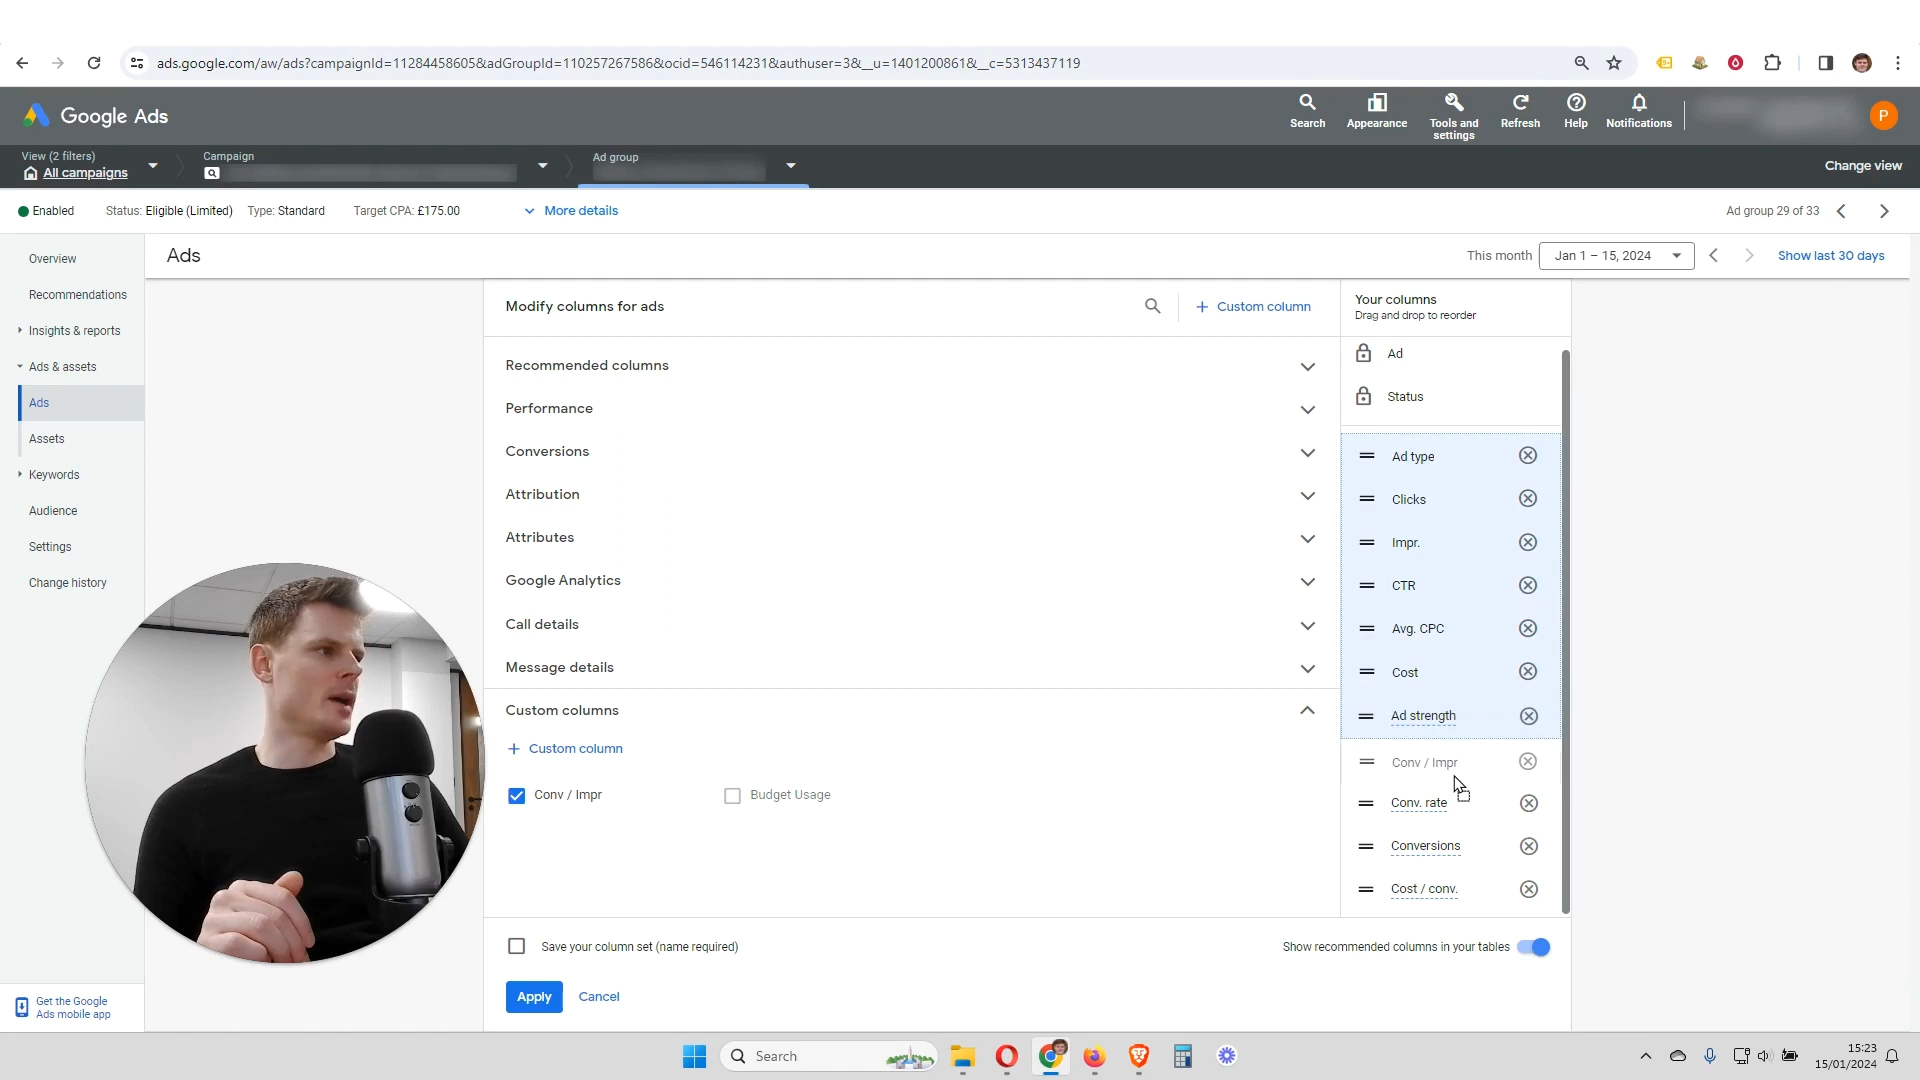 ads.google.com/aw/ads?campaignId=11284458605&adGroupId=110257267586&ocid=546114231&authuser=3&__u=1401200861&__c=5313437119
Google Ads
Search
Appearance
Tools and
settings
Refresh
Help
Notifications
P
View (2 filters)
All campaigns
Campaign
Ad group
Change view
Enabled
Status: Eligible (Limited)
Type: Standard
Target CPA: £175.00
More details
Ad group 29 of 33
Overview
Recommendations
Insights & reports
Ads & assets
Ads
Assets
Keywords
Audience
Settings
Change history
Get the Google
Ads mobile app
Ads
This month
Jan 1 – 15, 2024
Show last 30 days
Modify columns for ads
+ Custom column
Recommended columns
Performance
Conversions
Attribution
Attributes
Google Analytics
Call details
Message details
Custom columns
+ Custom column
Conv / Impr
Budget Usage
Your columns
Drag and drop to reorder
Ad
Status
Ad type
Clicks
Impr.
CTR
Avg. CPC
Cost
Ad strength
Conv / Impr
Conv. rate
Conversions
Cost / conv.
Save your column set (name required)
Show recommended columns in your tables
Apply
Cancel
Search
15:23
15/01/2024